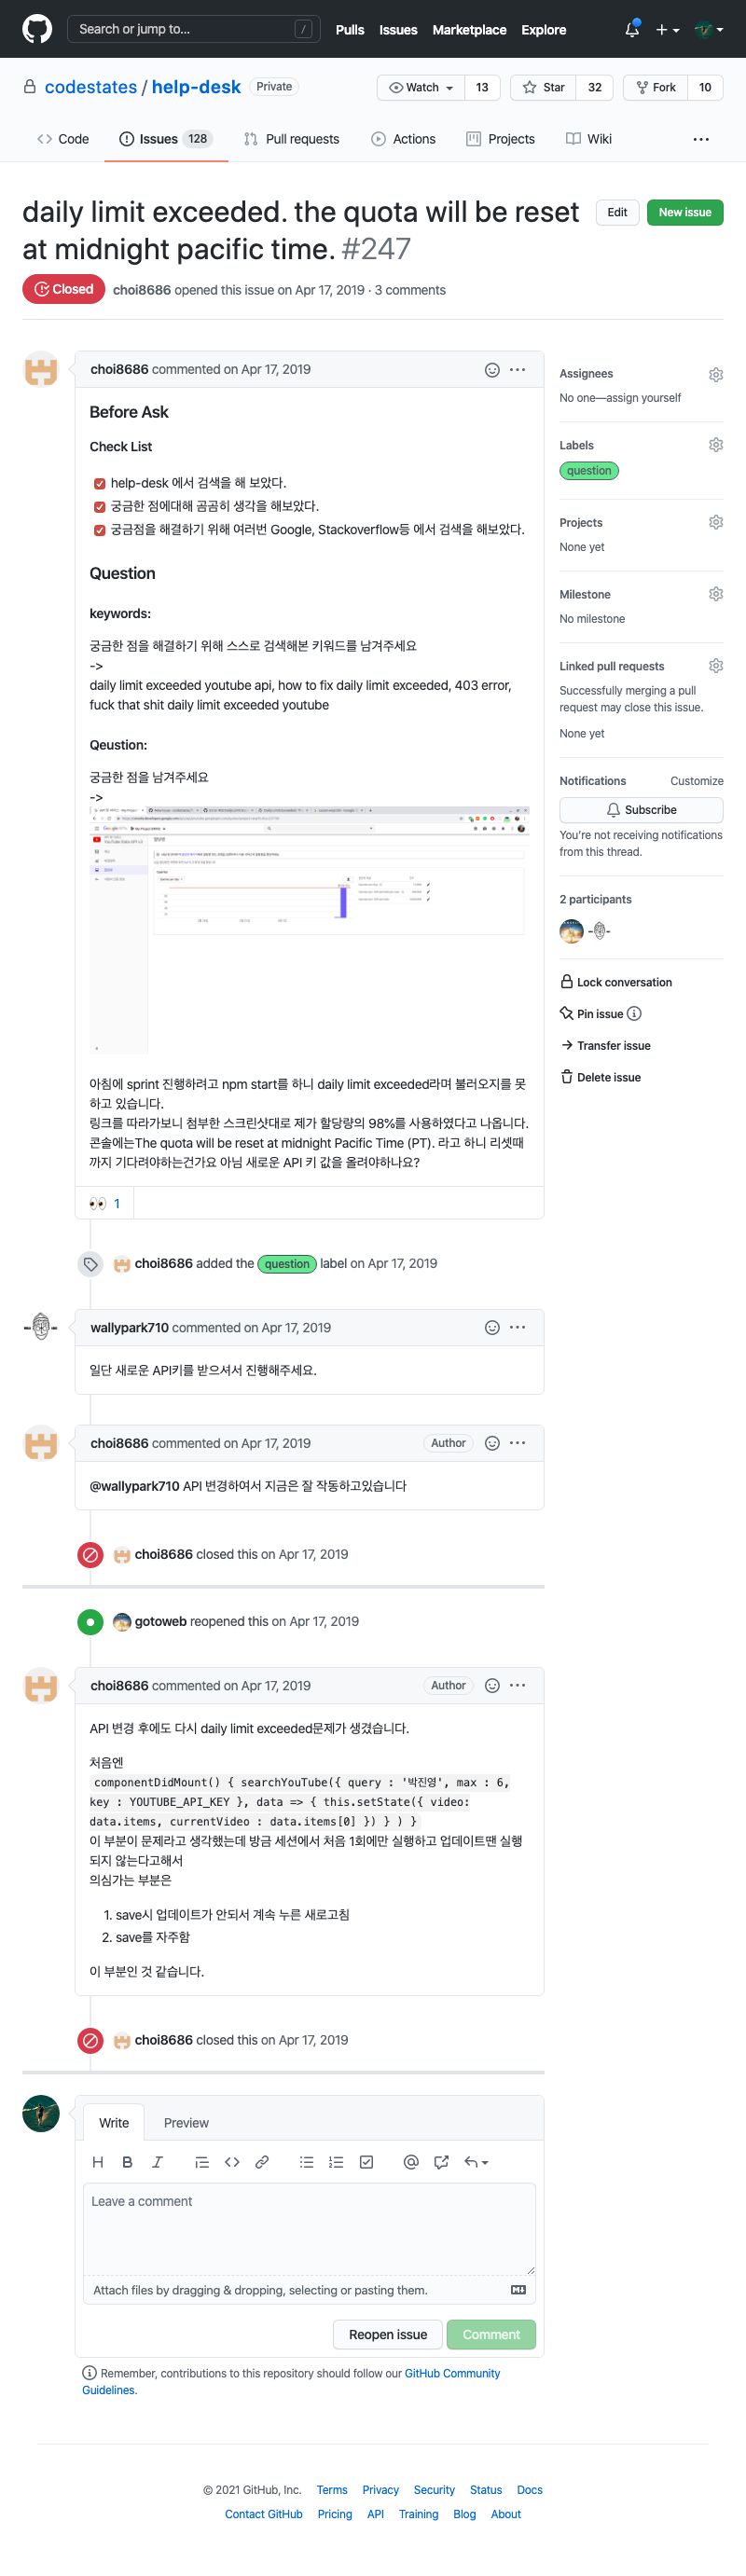 Search or jump to...
/
Pulls Issues Marketplace Explore
codestates / help-desk Private
Watch 13 Star 32 Fork 10
Code Issues 128 Pull requests Actions Projects Wiki
daily limit exceeded. the quota will be reset
at midnight pacific time. #247
Edit New issue
Closed choi8686 opened this issue on Apr 17, 2019 · 3 comments
choi8686 commented on Apr 17, 2019
Before Ask
Check List
help-desk 에서 검색을 해 보았다.
궁금한 점에대해 곰곰히 생각을 해보았다.
궁금점을 해결하기 위해 여러번 Google, Stackoverflow등 에서 검색을 해보았다.
Question
keywords:
궁금한 점을 해결하기 위해 스스로 검색해본 키워드를 남겨주세요
->
daily limit exceeded youtube api, how to fix daily limit exceeded, 403 error,
fuck that shit daily limit exceeded youtube
Qeustion:
궁금한 점을 남겨주세요
->
아침에 sprint 진행하려고 npm start를 하니 daily limit exceeded라며 불러오지를 못
하고 있습니다.
링크를 따라가보니 첨부한 스크린샷대로 제가 할당량의 98%를 사용하였다고 나옵니다.
콘솔에는The quota will be reset at midnight Pacific Time (PT). 라고 하니 리셋때
까지 기다려야하는건가요 아님 새로운 API 키 값을 올려야하나요?
1
choi8686 added the question label on Apr 17, 2019
wallypark710 commented on Apr 17, 2019
일단 새로운 API키를 받으셔서 진행해주세요.
choi8686 commented on Apr 17, 2019
Author
@wallypark710 API 변경하여서 지금은 잘 작동하고있습니다
choi8686 closed this on Apr 17, 2019
gotoweb reopened this on Apr 17, 2019
choi8686 commented on Apr 17, 2019
Author
API 변경 후에도 다시 daily limit exceeded문제가 생겼습니다.
처음엔
componentDidMount() { searchYouTube({ query : '박진영', max : 6,
key : YOUTUBE_API_KEY }, data => { this.setState({ video:
data.items, currentVideo : data.items[0] }) } ) }
이 부분이 문제라고 생각했는데 방금 세션에서 처음 1회에만 실행하고 업데이트땐 실행
되지 않는다고해서
의심가는 부분은
1. save시 업데이트가 안되서 계속 누른 새로고침
2. save를 자주함
이 부분인 것 같습니다.
choi8686 closed this on Apr 17, 2019
Write Preview
Leave a comment
Attach files by dragging & dropping, selecting or pasting them.
Reopen issue Comment
Remember, contributions to this repository should follow our GitHub Community
Guidelines.
Assignees
No one—assign yourself
Labels
question
Projects
None yet
Milestone
No milestone
Linked pull requests
Successfully merging a pull
request may close this issue.
None yet
Notifications Customize
Subscribe
You're not receiving notifications
from this thread.
2 participants
Lock conversation
Pin issue
Transfer issue
Delete issue
© 2021 GitHub, Inc. Terms Privacy Security Status Docs
Contact GitHub Pricing API Training Blog About